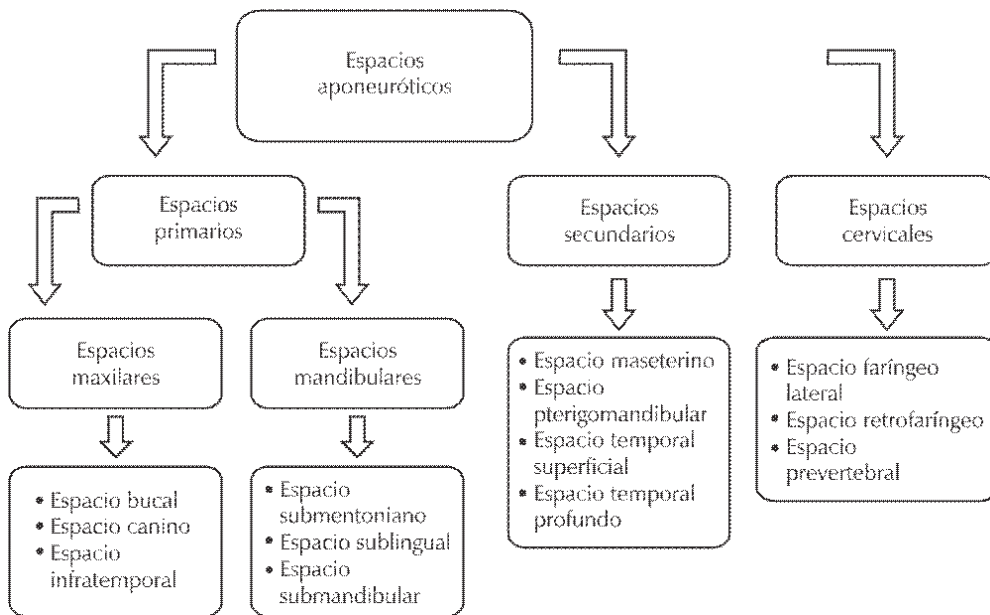 Espacios
aponeuróticos
Espacios
primarios
Espacios
secundarios
Espacios
cervicales
Espacios
maxilares
Espacios
mandibulares
• Espacio maseterino
• Espacio
pterigomandibular
• Espacio temporal
superficial
• Espacio temporal
profundo
• Espacio faríngeo
lateral
• Espacio retrofaríngeo
• Espacio
prevertebral
• Espacio bucal
• Espacio canino
• Espacio
infratemporal
• Espacio
submentoniano
• Espacio sublingual
• Espacio
submandibular